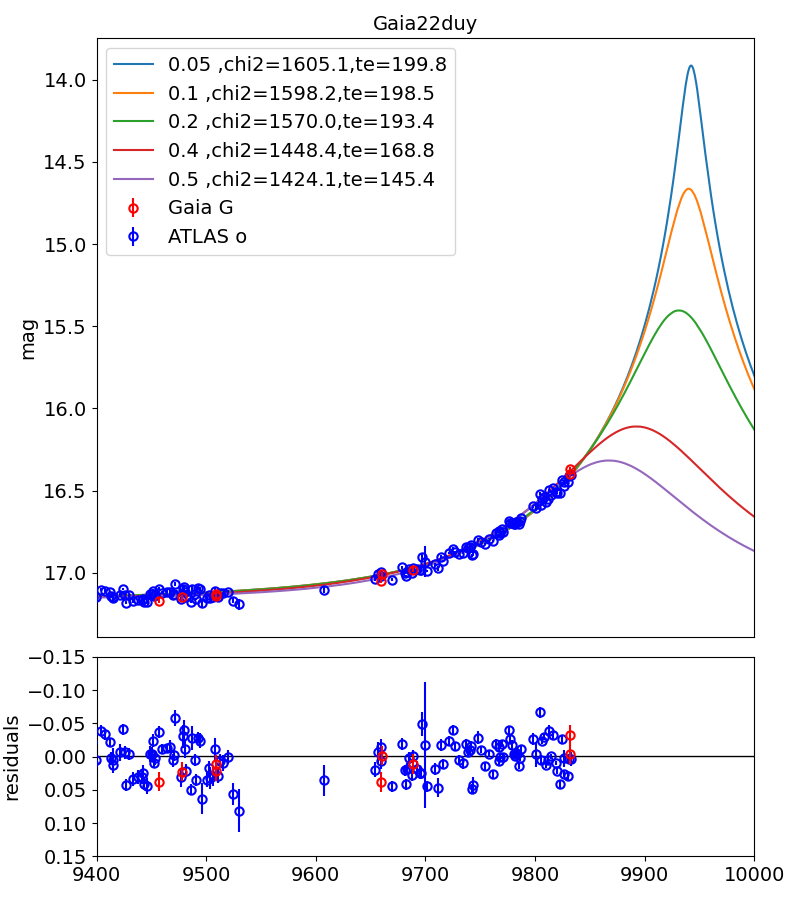 Gaia22duy
0.05 ,chi2=1605.1,te=199.8
0.1 ,chi2=1598.2,te=198.5
0.2 ,chi2=1570.0,te=193.4
0.4 ,chi2=1448.4,te=168.8
0.5 ,chi2=1424.1,te=145.4
Gaia G
ATLAS o
mag
14.0
14.5
15.0
15.5
16.0
16.5
17.0
residuals
−0.15
−0.10
−0.05
0.00
0.05
0.10
0.15
9400 9500 9600 9700 9800 9900 10000